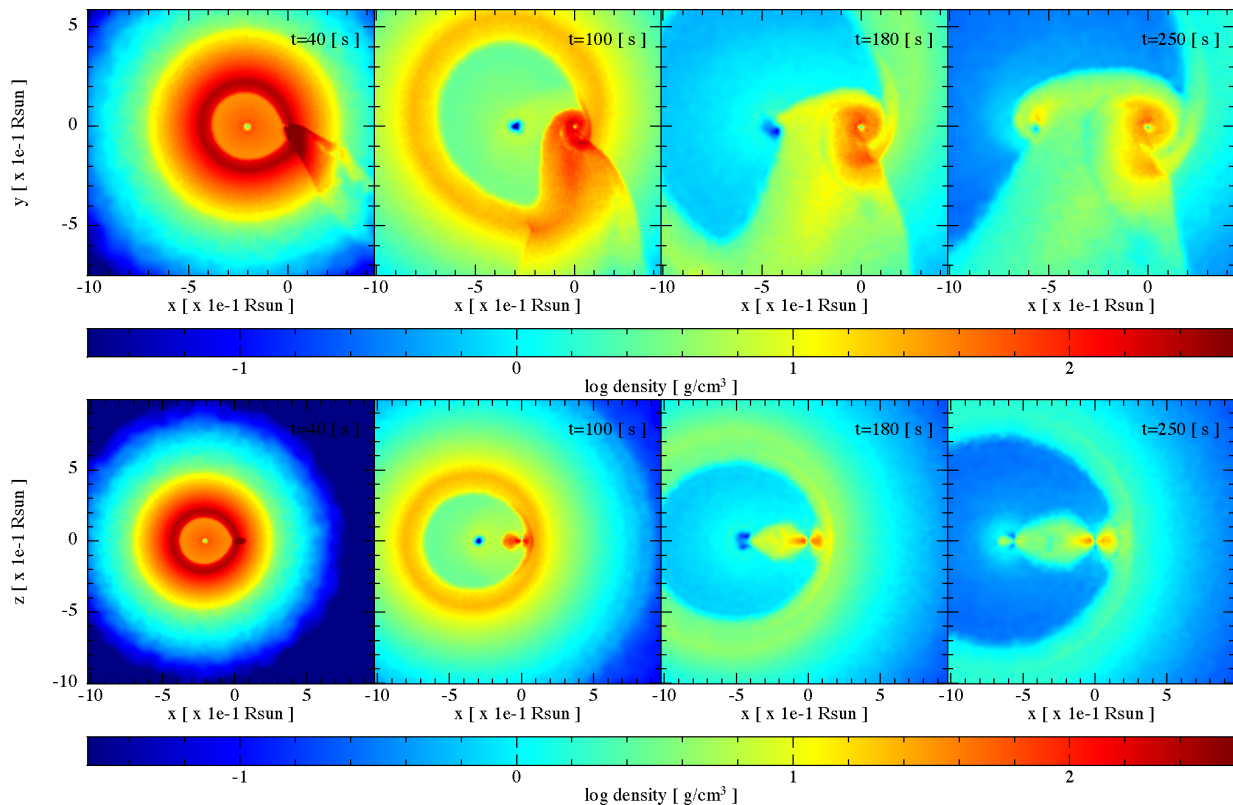 t=40 [ s ] t=100 [ s ] t=180 [ s ] t=250 [ s ]
5
0
-5
y [ x 1e-1 Rsun ]
-10 -5 0 -10 -5 0 -10 -5 0 -10 -5 0
x [ x 1e-1 Rsun ] x [ x 1e-1 Rsun ] x [ x 1e-1 Rsun ] x [ x 1e-1 Rsun ]
-1 0 1 2
log density [ g/cm³ ]
t=40 [ s ] t=100 [ s ] t=180 [ s ] t=250 [ s ]
5
0
-5
-10
z [ x 1e-1 Rsun ]
-10 -5 0 5 -10 -5 0 5 -10 -5 0 5 -10 -5 0 5
x [ x 1e-1 Rsun ] x [ x 1e-1 Rsun ] x [ x 1e-1 Rsun ] x [ x 1e-1 Rsun ]
-1 0 1 2
log density [ g/cm³ ]